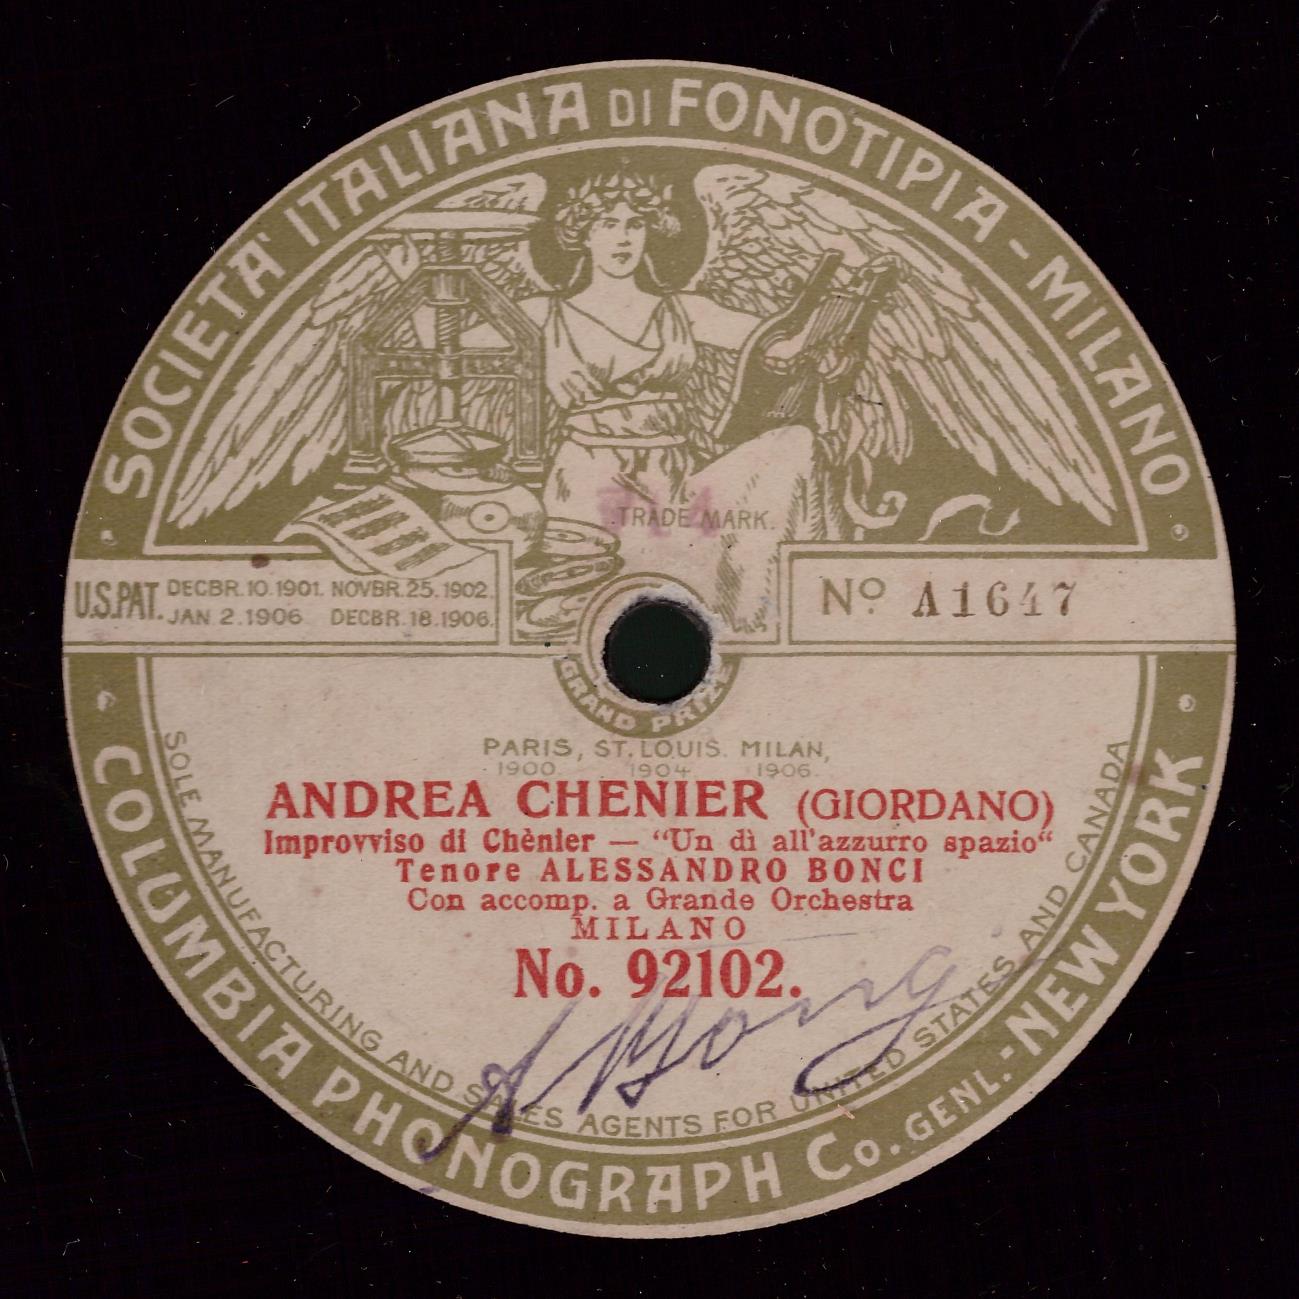 SOCIETA' ITALIANA DI FONOTIPIA - MILANO
TRADE MARK.
U.S. PAT. DECBR. 10. 1901. NOVBR. 25. 1902.
JAN 2. 1906 DECBR. 18. 1906.
No. A1647
GRAND PRIZE
PARIS, ST. LOUIS. MILAN,
1900. 1904 1906.
ANDREA CHENIER (GIORDANO)
Improvviso di Chènier — “Un dì all'azzurro spazio“
Tenore ALESSANDRO BONCI
Con accomp. a Grande Orchestra
MILANO
No. 92102.
SOLE MANUFACTURING AND SALES AGENTS FOR UNITED STATES AND CANADA
COLUMBIA PHONOGRAPH Co. GENL. - NEW YORK